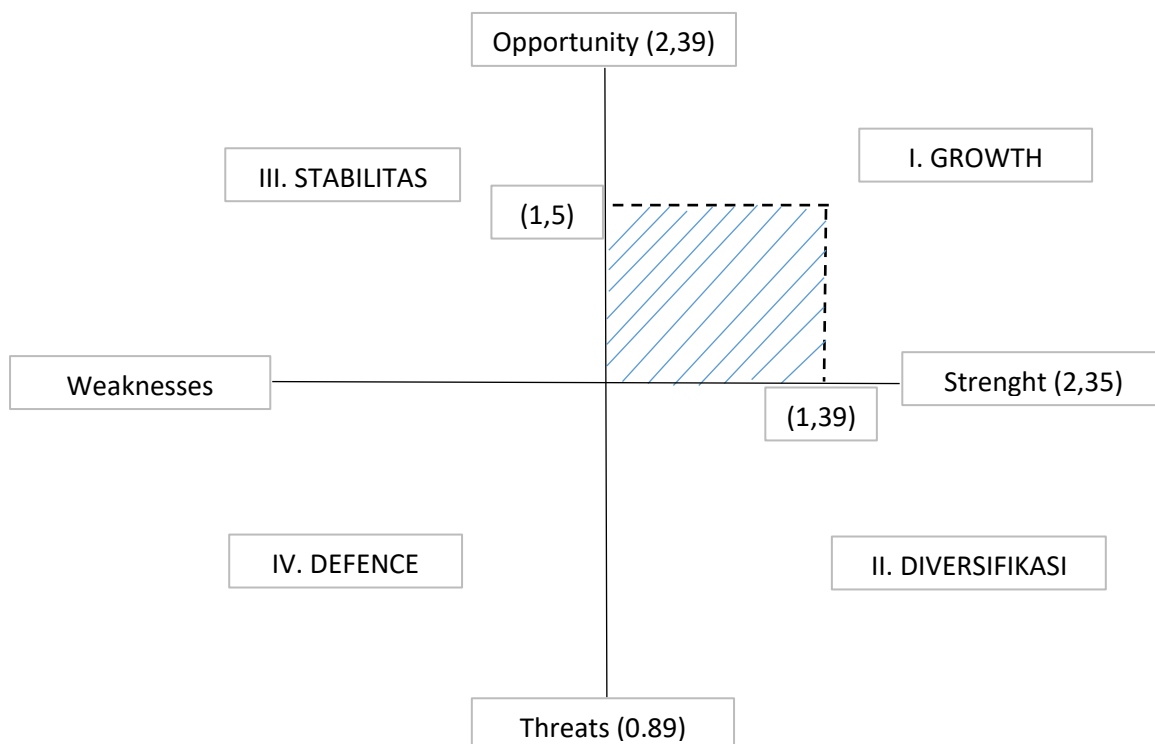 Opportunity (2,39)
I. GROWTH
III. STABILITAS
(1,5)
Weaknesses
Strenght (2,35)
(1,39)
IV. DEFENCE
II. DIVERSIFIKASI
Threats (0.89)